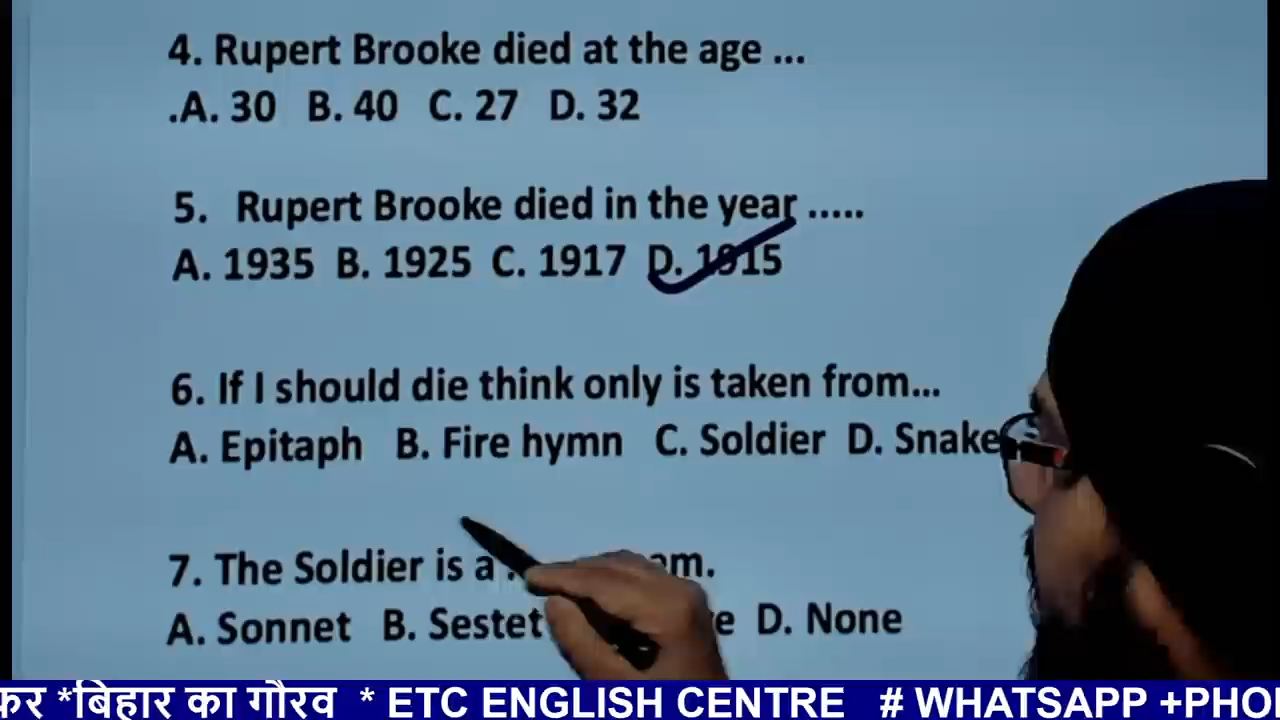 4. Rupert Brooke died at the age ...
.A. 30 B. 40 C. 27 D. 32
5. Rupert Brooke died in the year .....
A. 1935 B. 1925 C. 1917 D. 1915
6. If I should die think only is taken from...
A. Epitaph B. Fire hymn C. Soldier D. Snake
7. The Soldier is a
A. Sonnet B. Sestet D. None
*बिहार का गौरव * ETC ENGLISH CENTRE # WHATSAPP